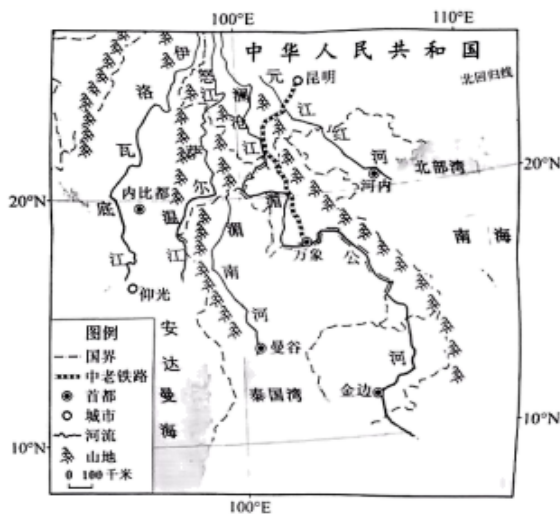 100°E
110°E
中华人民共和国
北回归线
昆明
伊
洛
瓦
底
江
怒
江
萨
尔
温
江
澜
沧
江
元
江
红
河
北部湾
河内
20°N
20°N
内比都
仰光
湄
南
河
湄
公
河
万象
南海
曼谷
金边
泰国湾
安
达
曼
海
10°N
10°N
图例
国界
中老铁路
首都
城市
河流
山地
0 100千米
100°E